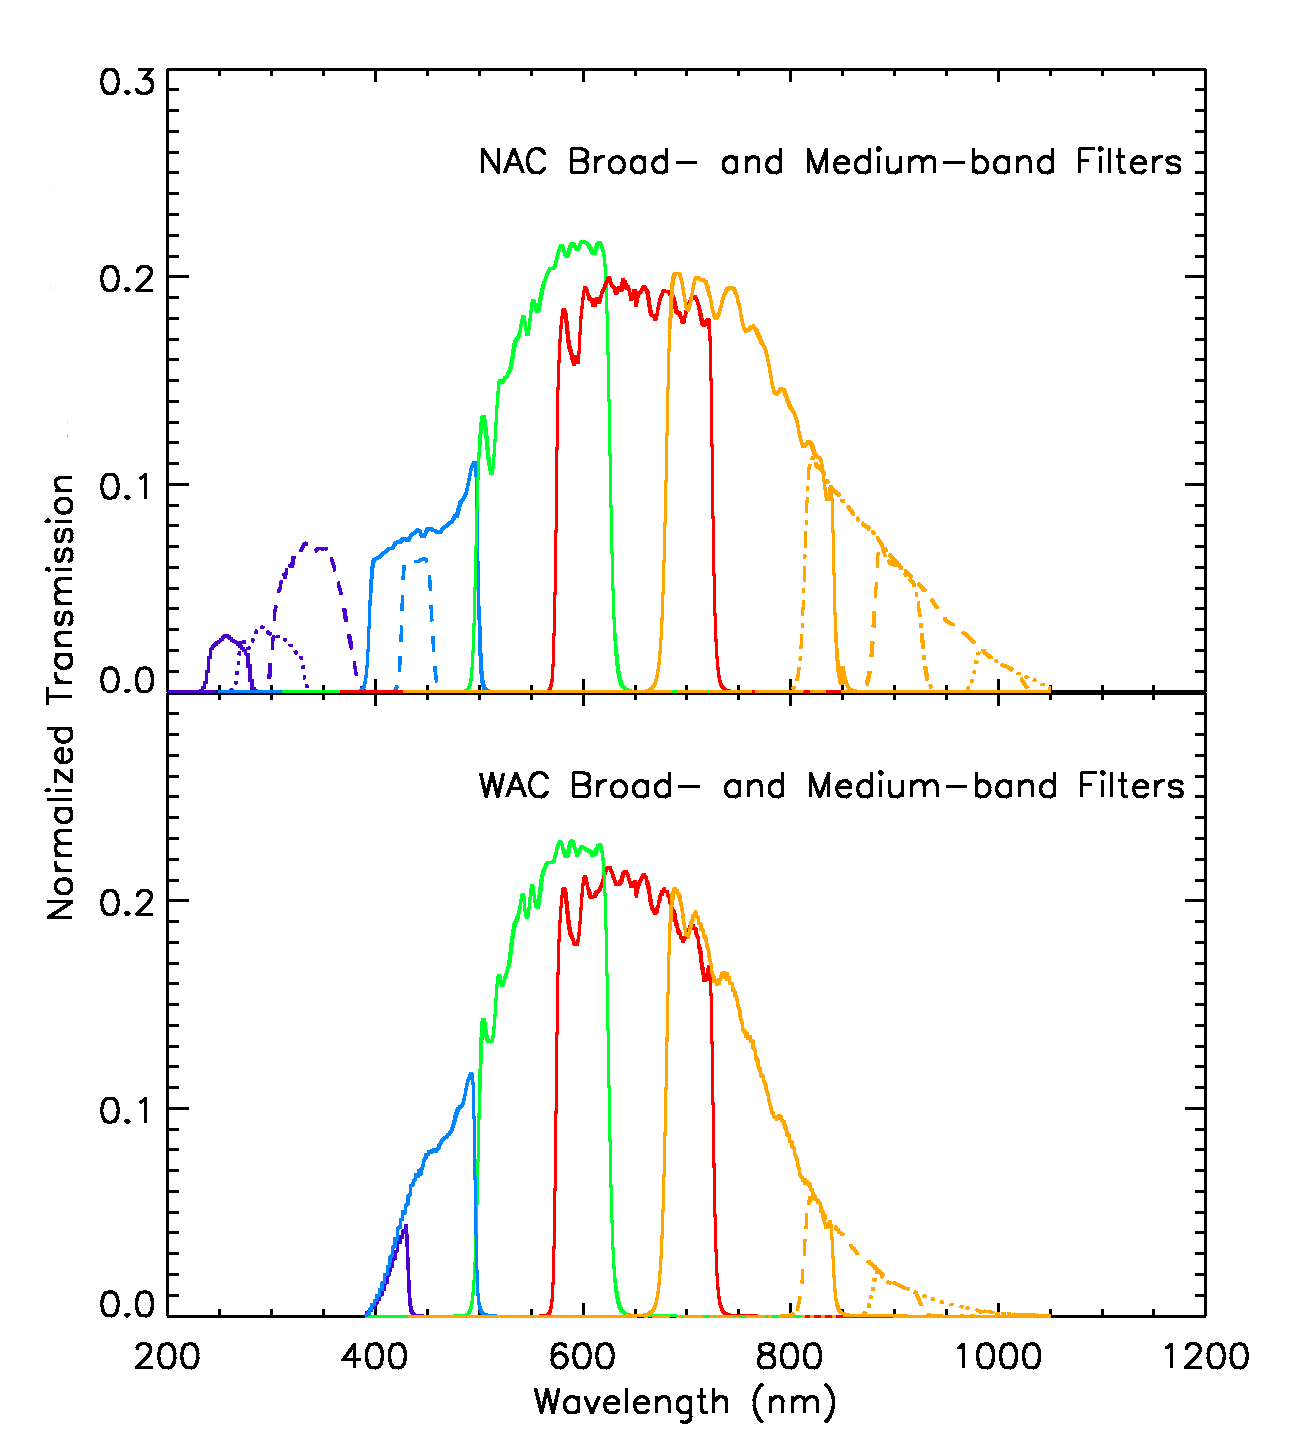 0.3
NAC Broad- and Medium-band Filters
0.2
0.1
0.0
Normalized Transmission
WAC Broad- and Medium-band Filters
0.2
0.1
0.0
200 400 600 800 1000 1200
Wavelength (nm)